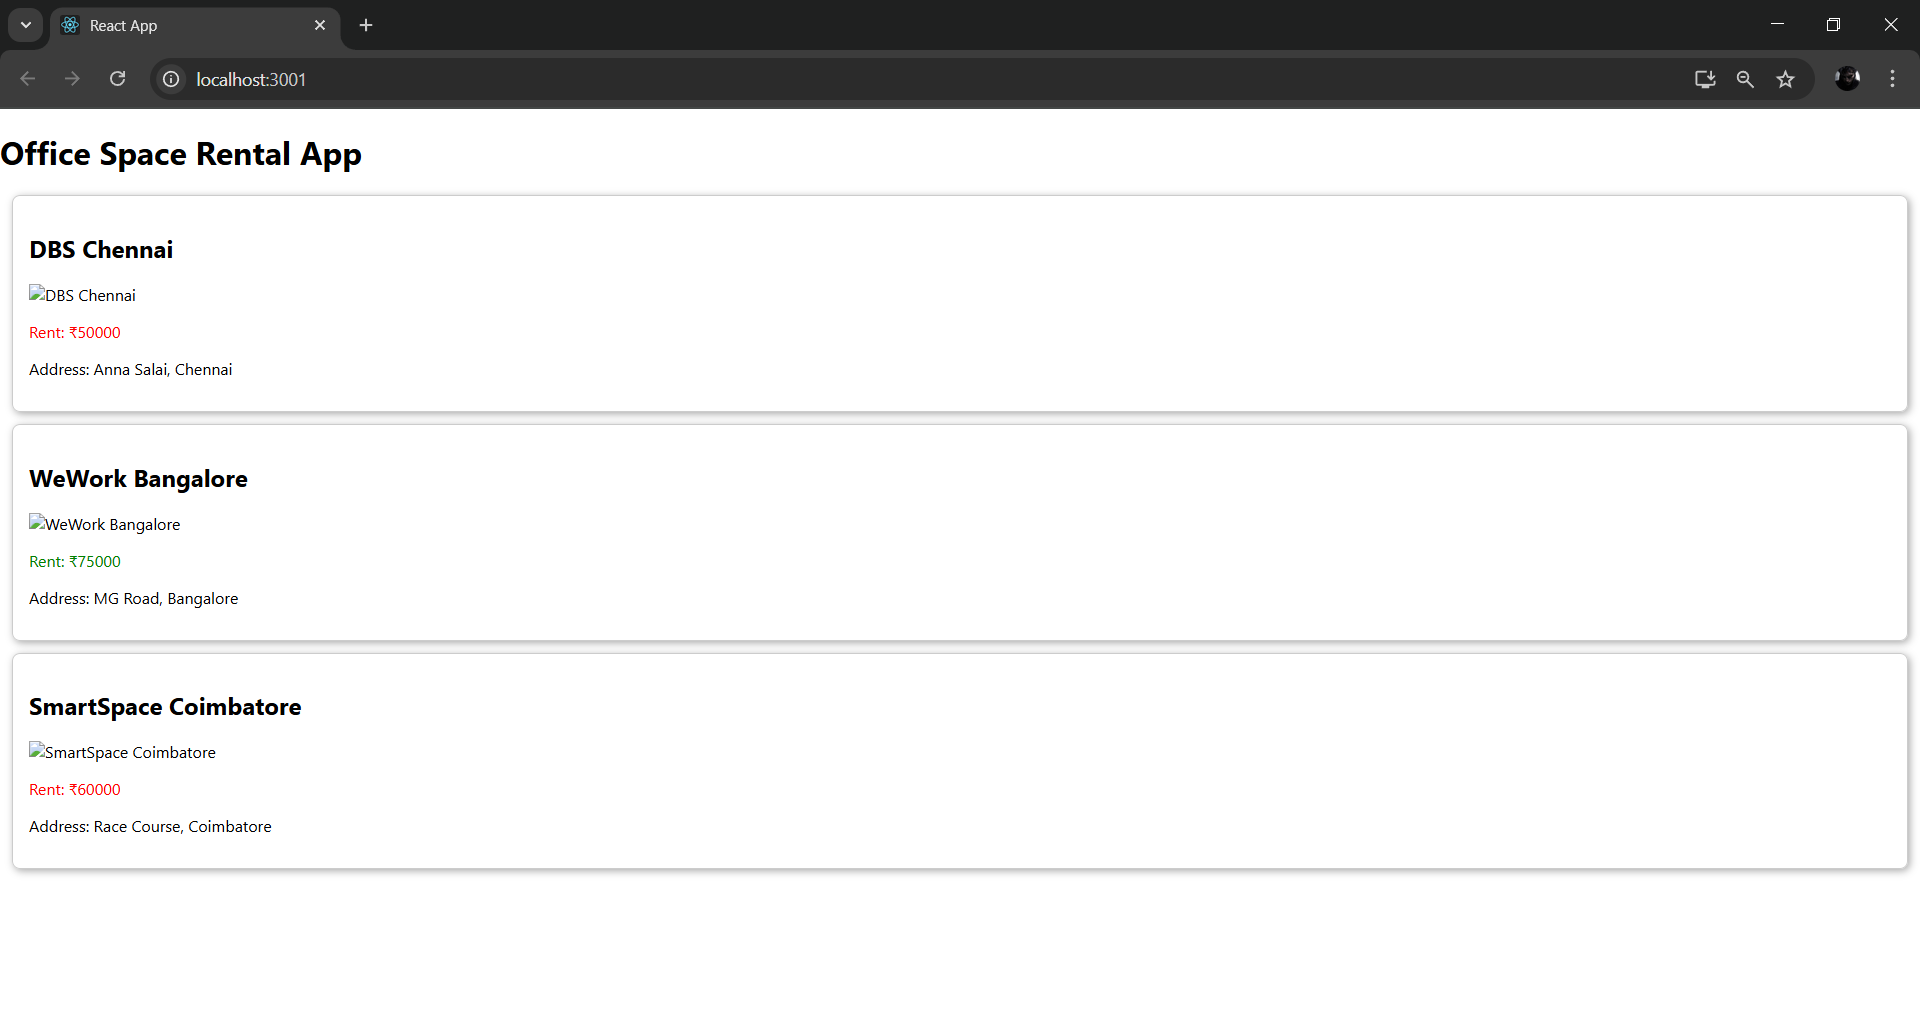 React App
localhost:3001
Office Space Rental App
DBS Chennai
DBS Chennai
Rent: ₹50000
Address: Anna Salai, Chennai
WeWork Bangalore
WeWork Bangalore
Rent: ₹75000
Address: MG Road, Bangalore
SmartSpace Coimbatore
SmartSpace Coimbatore
Rent: ₹60000
Address: Race Course, Coimbatore